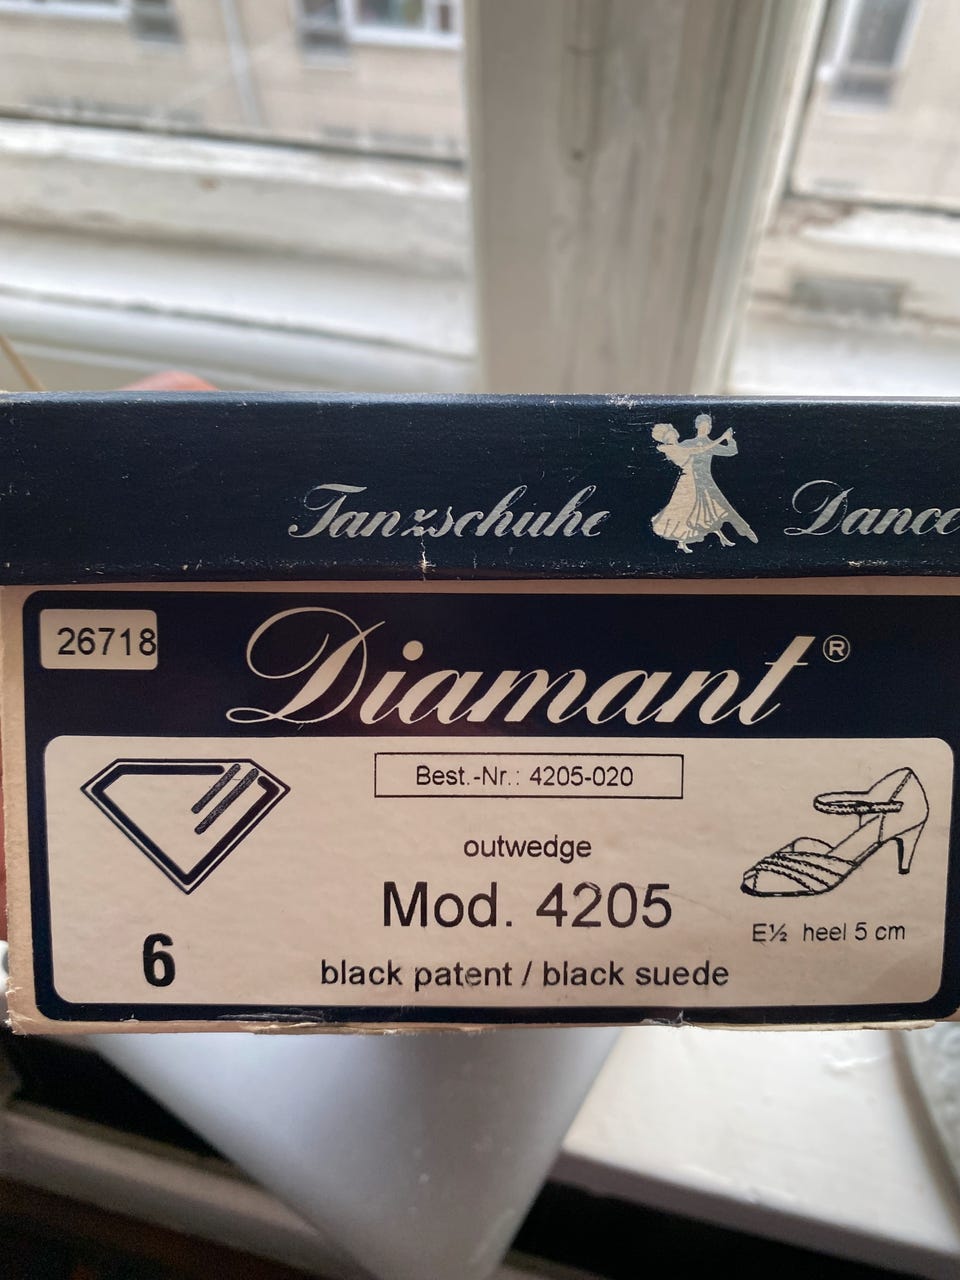 Tanzschuhe Dance
26718
Diamant®
Best.-Nr.: 4205-020
outwedge
Mod. 4205
E½ heel 5 cm
6
black patent / black suede